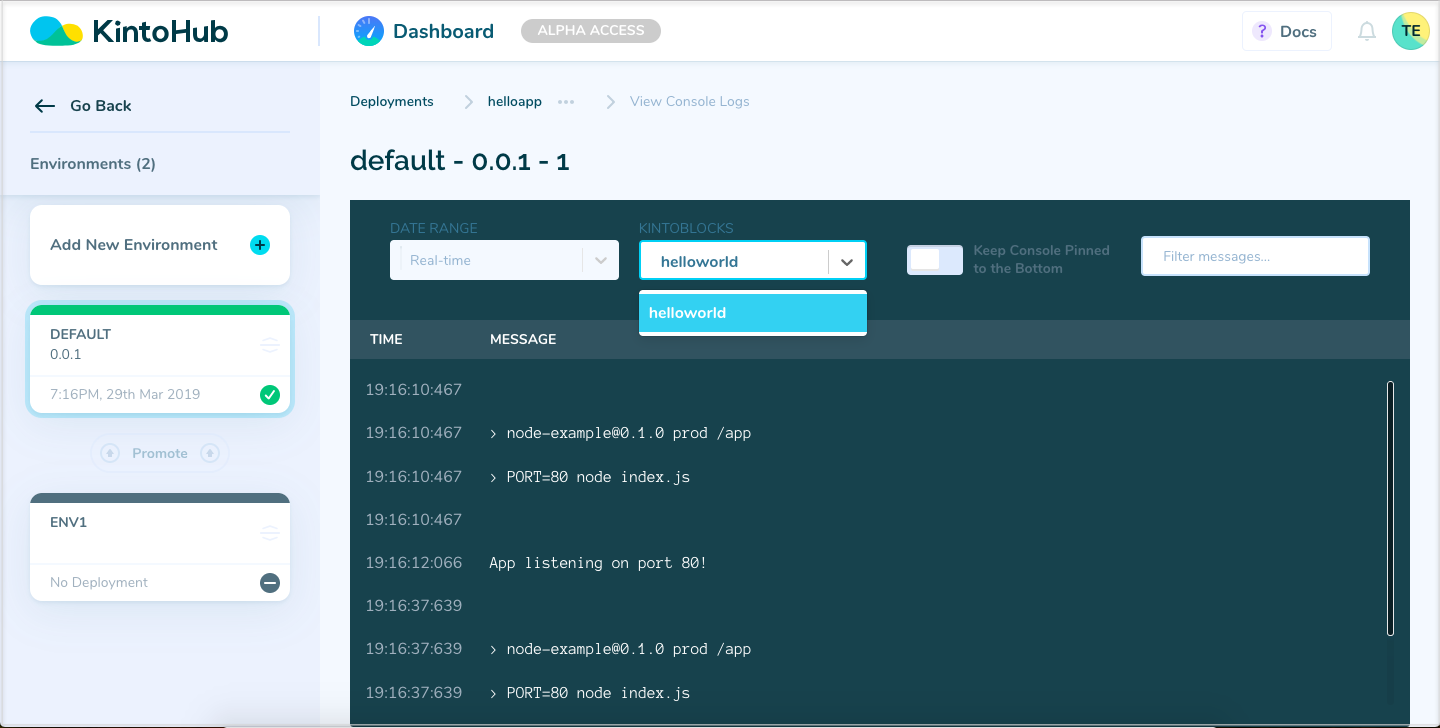 KintoHub
Dashboard
ALPHA ACCESS
? Docs
TE
Go Back
Environments (2)
Add New Environment
DEFAULT
0.0.1
7:16PM, 29th Mar 2019
Promote
ENV1
No Deployment
Deployments
helloapp
View Console Logs
default - 0.0.1 - 1
DATE RANGE
Real-time
KINTOBLOCKS
helloworld
helloworld
Keep Console Pinned
to the Bottom
Filter messages...
TIME MESSAGE
19:16:10:467
19:16:10:467 > node-example@0.1.0 prod /app
19:16:10:467 > PORT=80 node index.js
19:16:10:467
19:16:12:066 App listening on port 80!
19:16:37:639
19:16:37:639 > node-example@0.1.0 prod /app
19:16:37:639 > PORT=80 node index.js